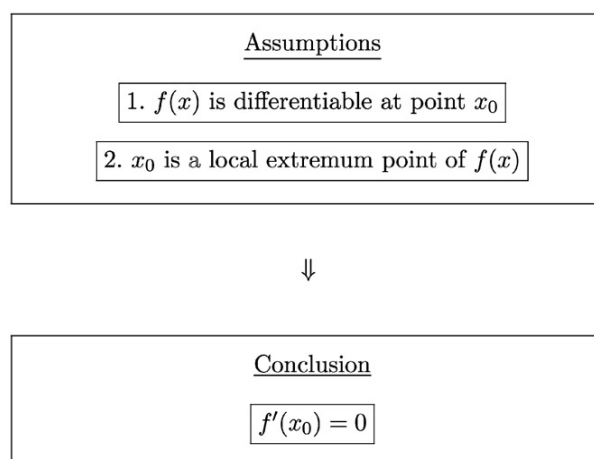 Assumptions
1. f(x) is differentiable at point x₀
2. x₀ is a local extremum point of f(x)
⇓
Conclusion
f′(x₀) = 0